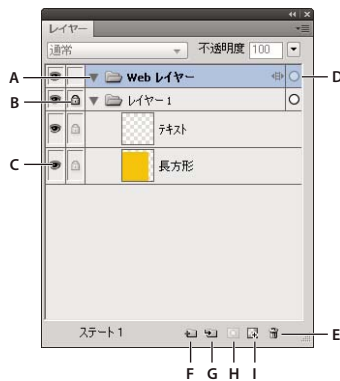 レイヤー
通常 不透明度 100
A Web レイヤー D
B レイヤー 1
テキスト
C 長方形
ステート 1 E
F G H I